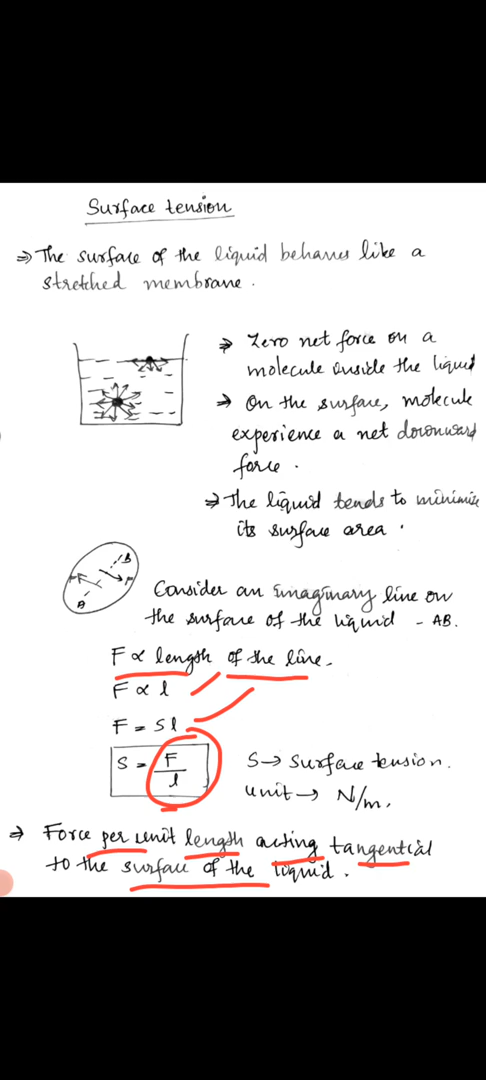 Surface tension
⇒ The surface of the liquid behaves like a
stretched membrane.
⇒ Zero net force on a
molecule inside the liquid
⇒ On the surface, molecule
experience a net downward
force.
⇒ The liquid tends to minimize
its surface area.
B
F
A
Consider an imaginary line on
the surface of the liquid - AB.
F ∝ length of the line.
F ∝ l
F = Sl
S = F/l
S → Surface tension.
unit → N/m.
⇒ Force per unit length acting tangential
to the surface of the liquid.